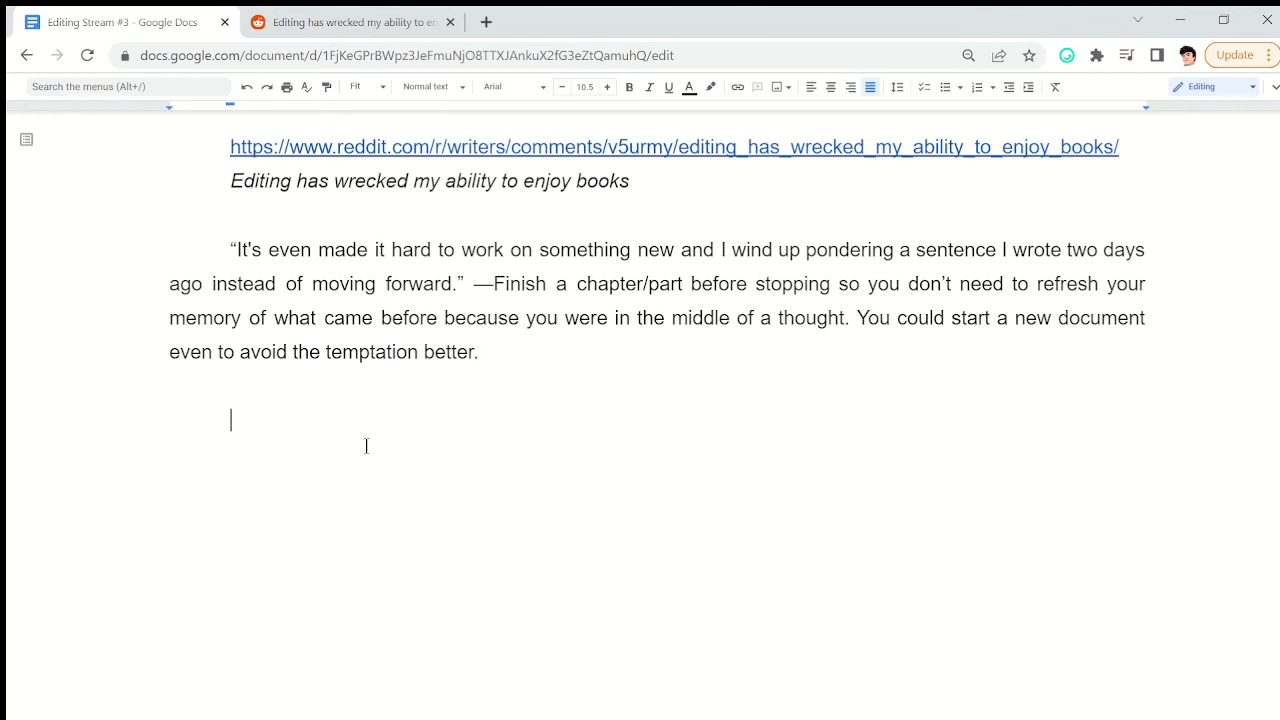 Editing Stream #3 - Google Docs
Editing has wrecked my ability to en
docs.google.com/document/d/1FjKeGPrBWpz3JeFmuNjO8TTXJAnkuX2fG3eZtQamuhQ/edit
Update
Search the menus (Alt+/)
Fit
Normal text
Arial
10.5
Editing
https://www.reddit.com/r/writers/comments/v5urmy/editing_has_wrecked_my_ability_to_enjoy_books/
Editing has wrecked my ability to enjoy books
“It's even made it hard to work on something new and I wind up pondering a sentence I wrote two days
ago instead of moving forward.” —Finish a chapter/part before stopping so you don’t need to refresh your
memory of what came before because you were in the middle of a thought. You could start a new document
even to avoid the temptation better.